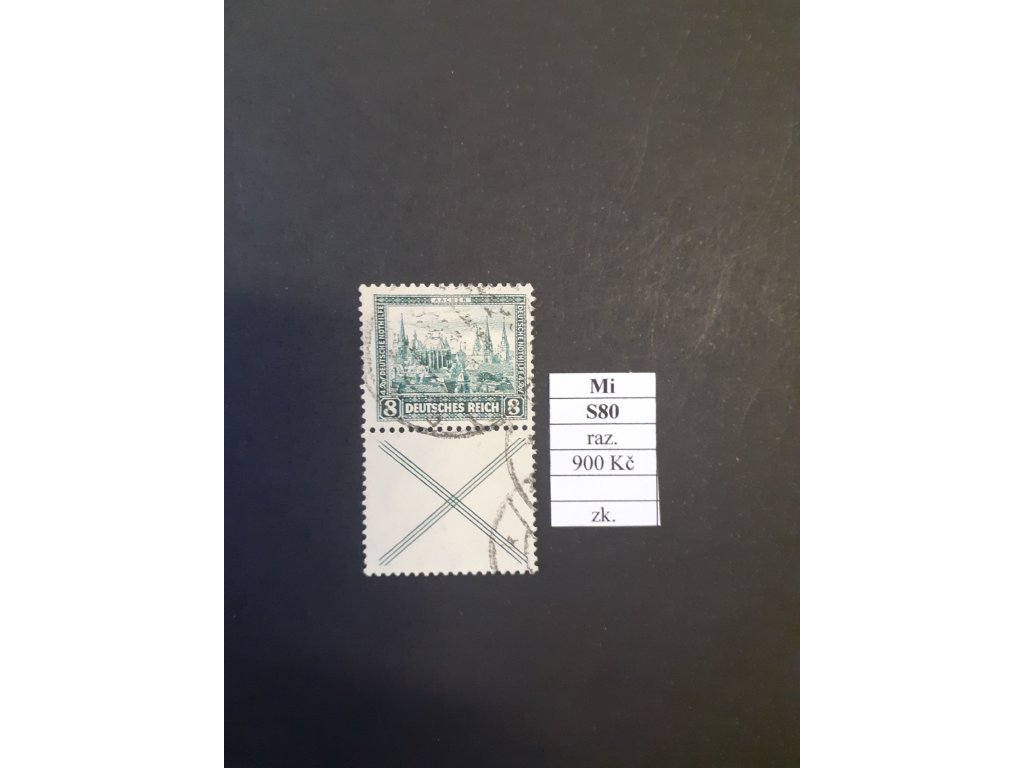 AACHEN
DEUTSCHE NOTHILFE
DEUTSCHE NOTHILFE
8 DEUTSCHES REICH 8
Mi
S80
raz.
900 Kč
zk.